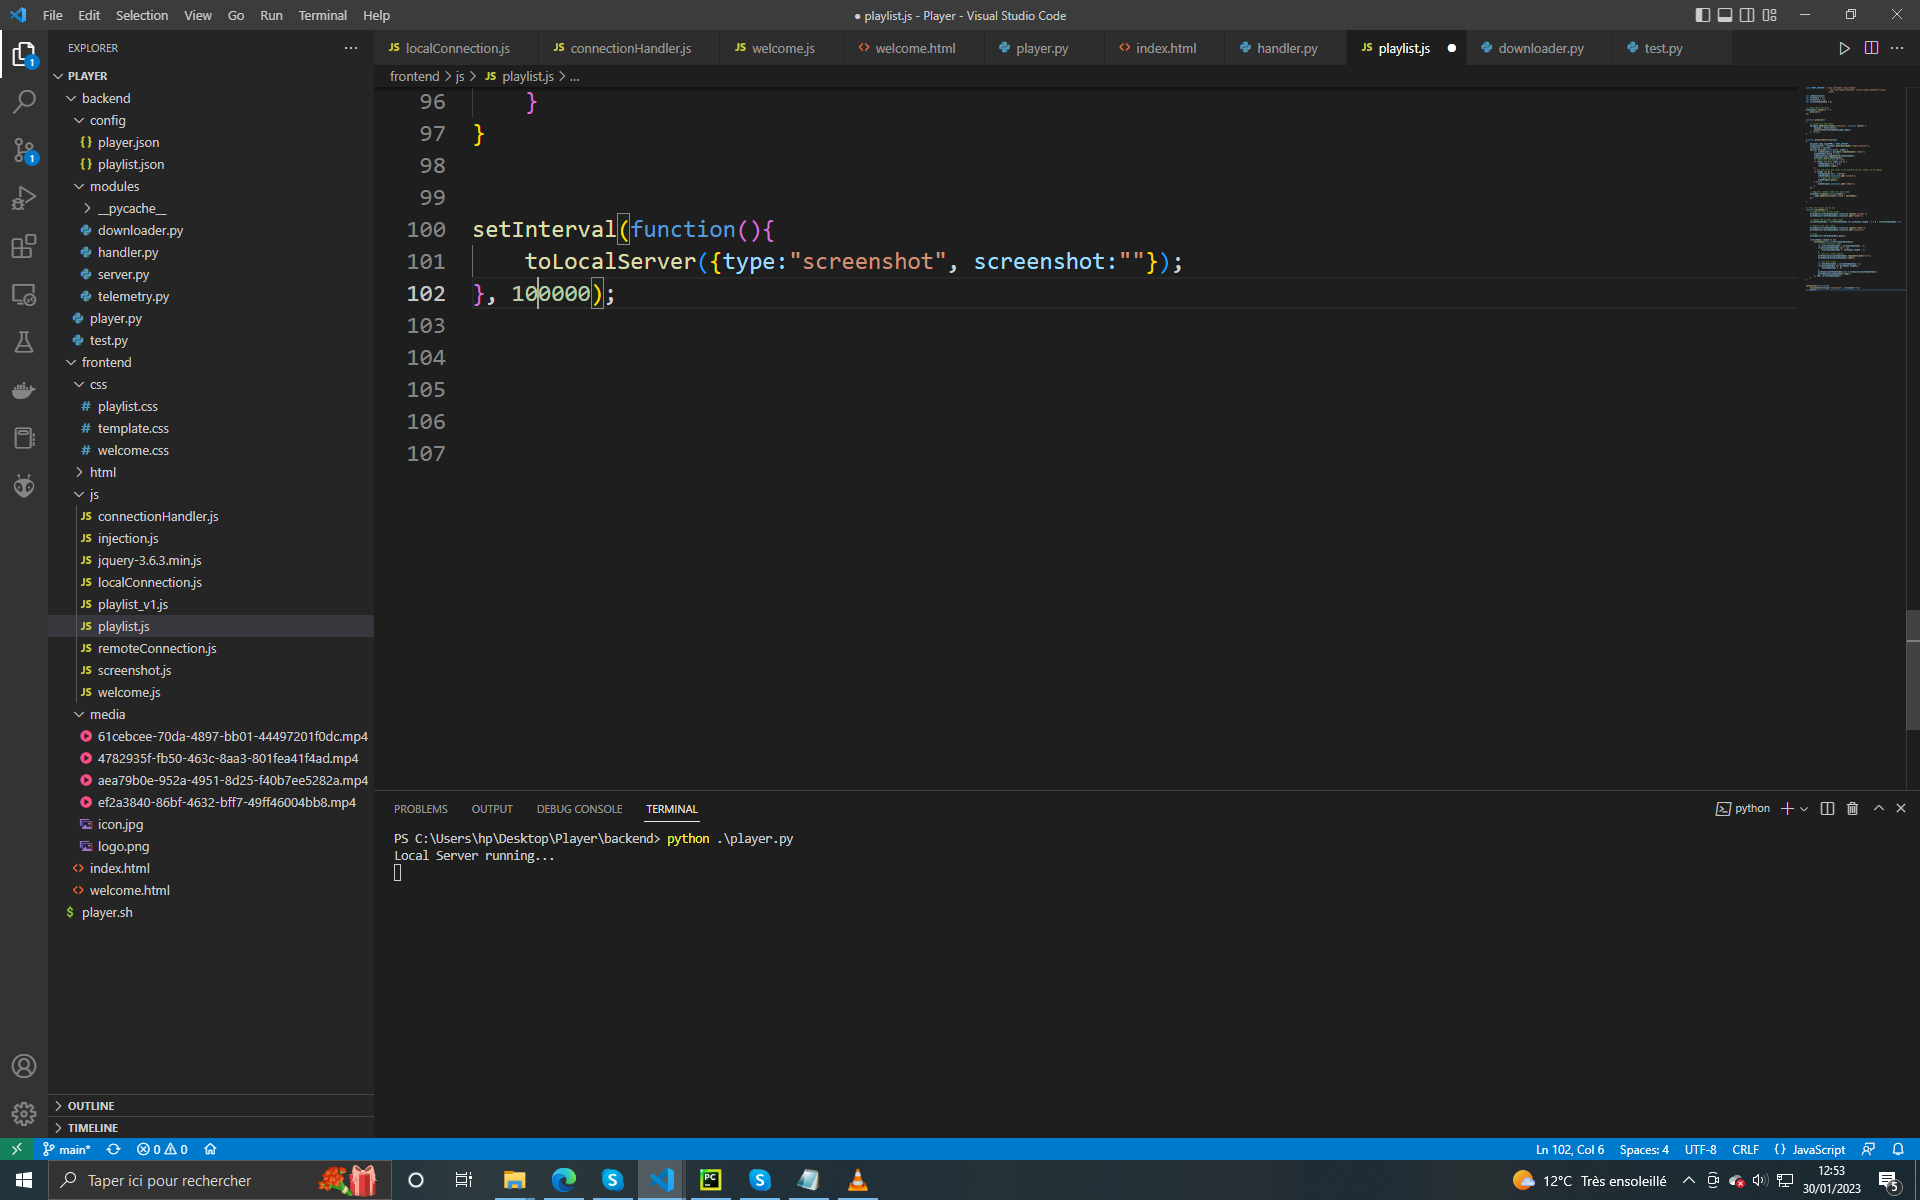 File Edit Selection View Go Run Terminal Help
● playlist.js - Player - Visual Studio Code
EXPLORER
localConnection.js connectionHandler.js welcome.js welcome.html player.py index.html handler.py playlist.js downloader.py test.py
frontend > js > JS playlist.js > ...
PLAYER
backend
config
player.json
playlist.json
modules
__pycache__
downloader.py
handler.py
server.py
telemetry.py
player.py
test.py
frontend
css
playlist.css
template.css
welcome.css
html
js
connectionHandler.js
injection.js
jquery-3.6.3.min.js
localConnection.js
playlist_v1.js
playlist.js
remoteConnection.js
screenshot.js
welcome.js
media
61cebcee-70da-4897-bb01-44497201f0dc.mp4
4782935f-fb50-463c-8aa3-801fea41f4ad.mp4
aea79b0e-952a-4951-8d25-f40b7ee5282a.mp4
ef2a3840-86bf-4632-bff7-49ff46004bb8.mp4
icon.jpg
logo.png
index.html
welcome.html
player.sh
OUTLINE
TIMELINE
96 }
97 }
98
99
100 setInterval(function(){
101 toLocalServer({type:"screenshot", screenshot:""});
102 }, 100000);
103
104
105
106
107
PROBLEMS OUTPUT DEBUG CONSOLE TERMINAL
python
PS C:\Users\hp\Desktop\Player\backend> python .\player.py
Local Server running...
main* 0 0
Ln 102, Col 6 Spaces: 4 UTF-8 CRLF {} JavaScript
Taper ici pour rechercher
12°C Très ensoleillé
12:53
30/01/2023
5